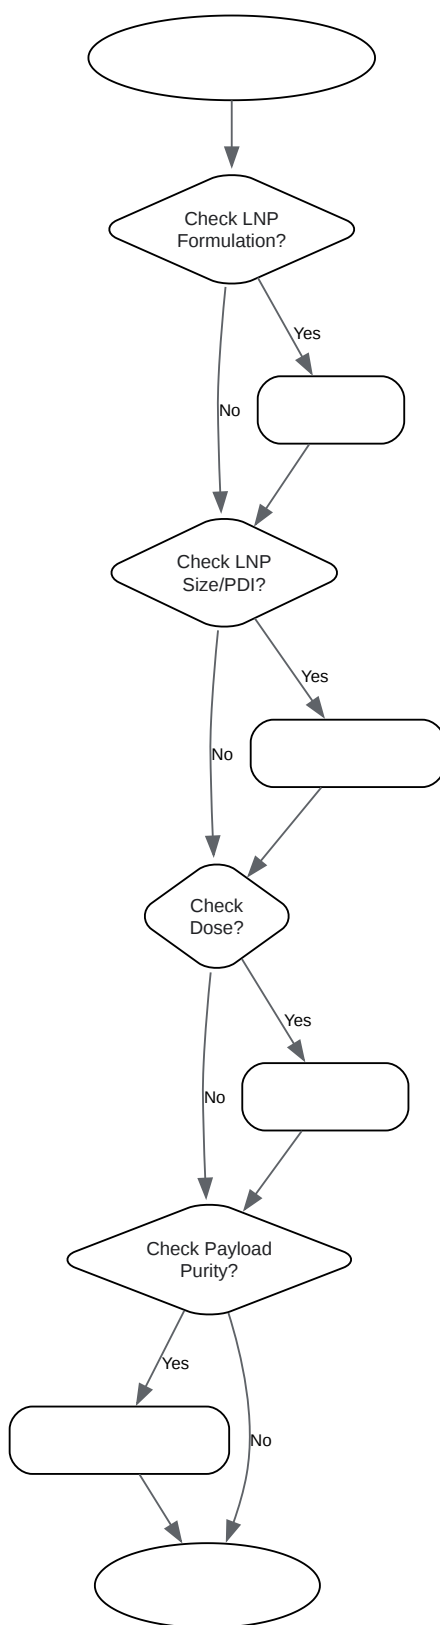 Check LNP
Formulation?
Yes
No
Check LNP
Size/PDI?
Yes
No
Check
Dose?
Yes
No
Check Payload
Purity?
Yes
No